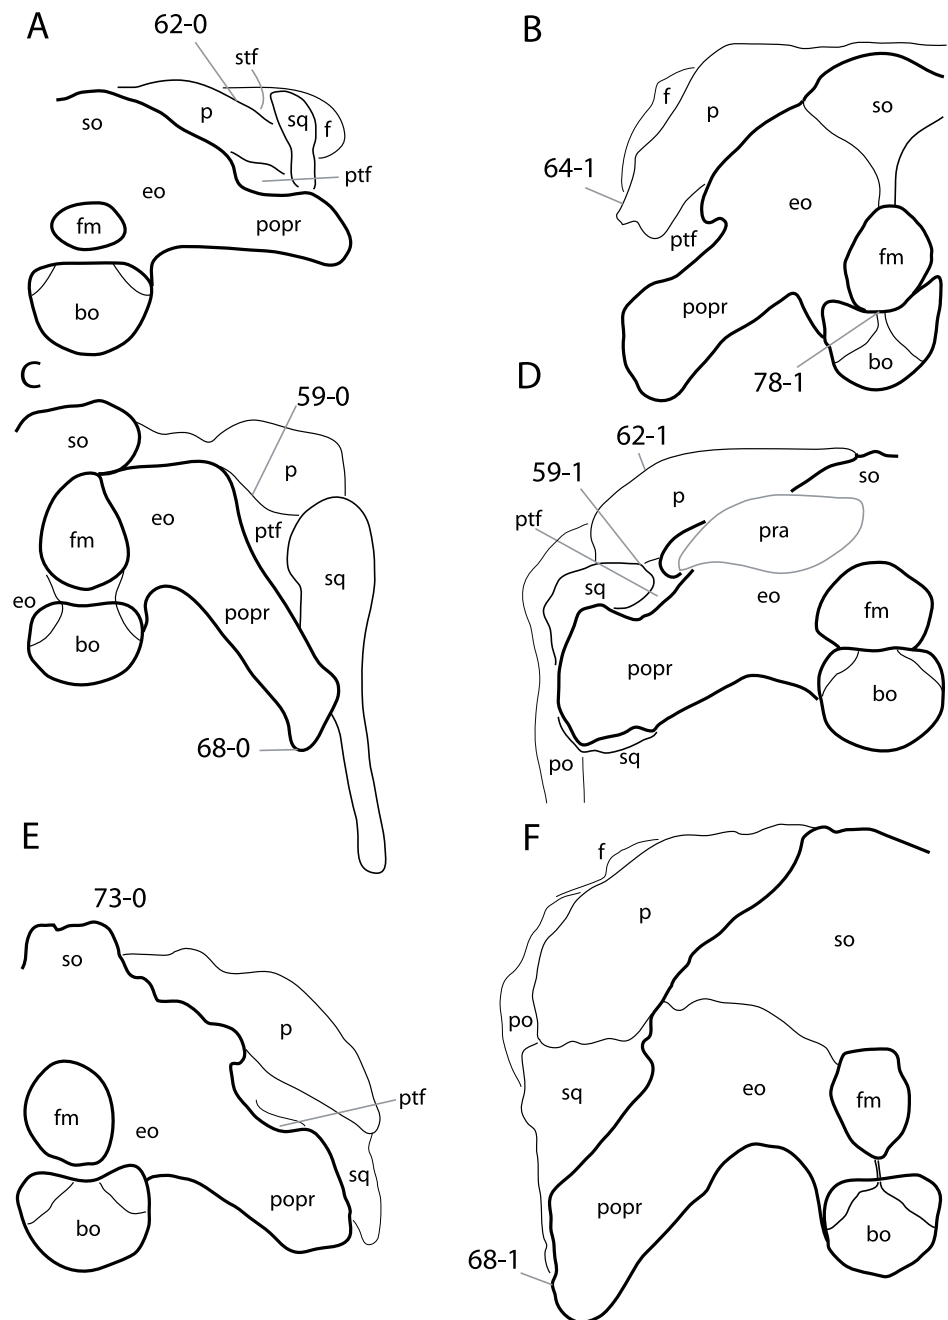 A
62-0
stf
p
sq
f
so
ptf
eo
popr
fm
bo
B
f
p
so
64-1
eo
ptf
fm
popr
bo
78-1
C
59-0
so
p
eo
ptf
fm
sq
eo
popr
bo
68-0
D
62-1
59-1
so
p
ptf
pra
sq
eo
fm
popr
bo
sq
po
E
73-0
so
p
ptf
fm
eo
sq
popr
bo
F
f
p
so
po
sq
eo
fm
popr
bo
68-1